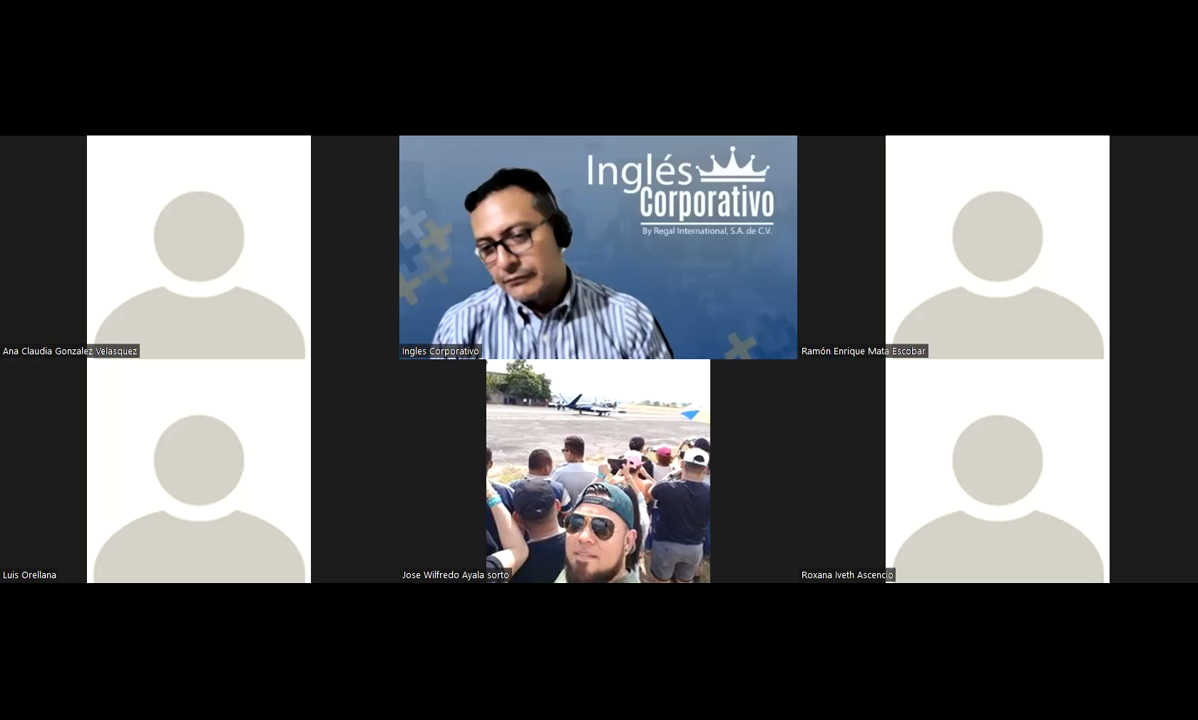 Inglés
Corporativo
By Regal International, S.A. de C.V.
Ana Claudia Gonzalez Velasquez
Ingles Corporativo
Ramón Enrique Mata Escobar
Luis Orellana
Jose Wilfredo Ayala sorto
Roxana Iveth Ascencio